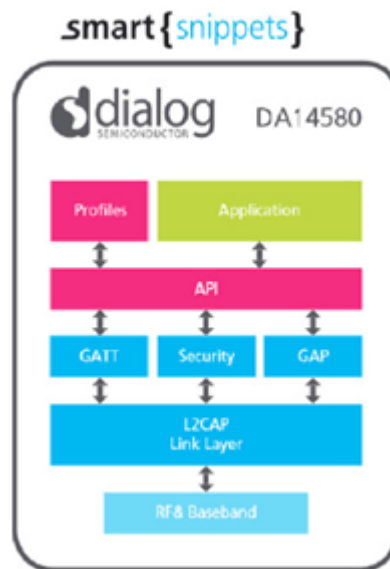 smart{snippets}
dialog
SEMICONDUCTOR
DA14580
Profiles
Application
API
GATT
Security
GAP
L2CAP
Link Layer
RF& Baseband